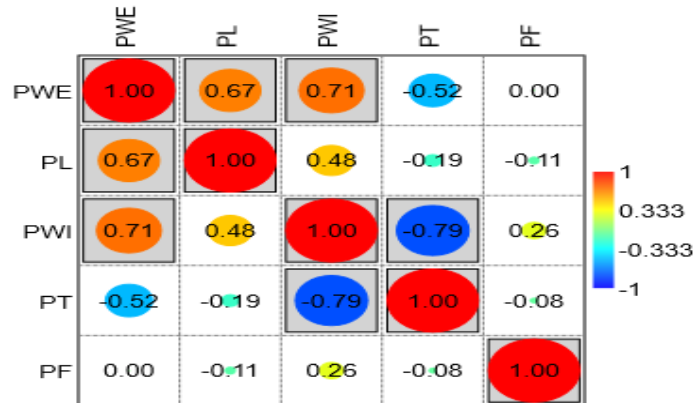 PWE PL PWI PT PF
PWE 1.00 0.67 0.71 -0.52 0.00
PL 0.67 1.00 0.48 -0.19 -0.11
PWI 0.71 0.48 1.00 -0.79 0.26
PT -0.52 -0.19 -0.79 1.00 -0.08
PF 0.00 -0.11 0.26 -0.08 1.00
1
0.333
-0.333
-1